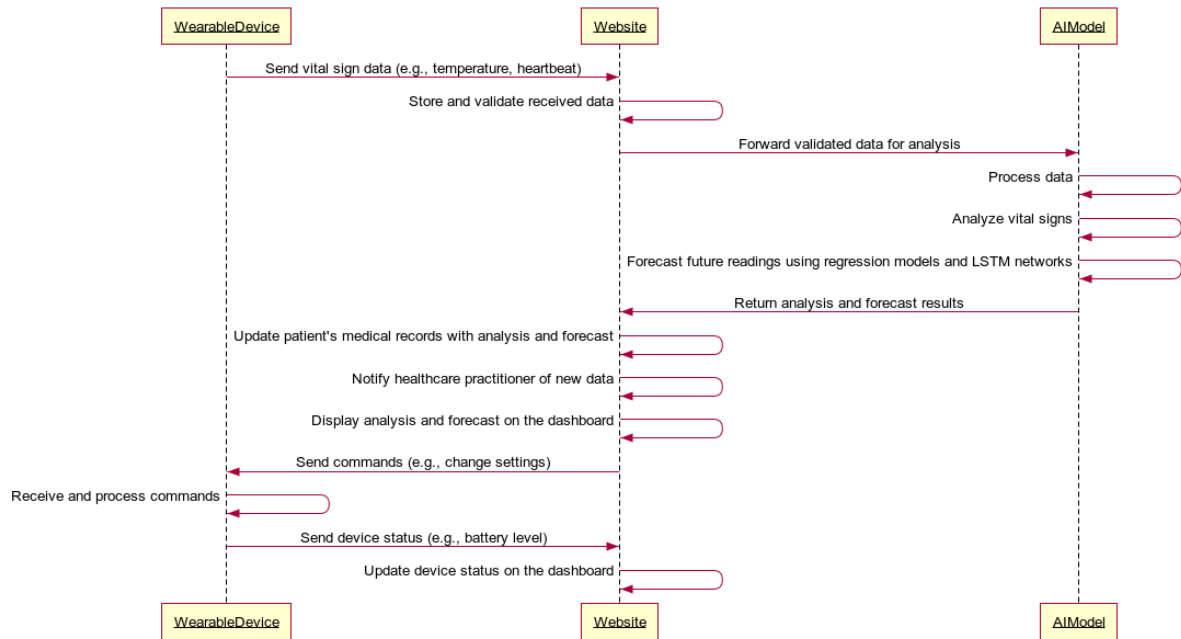 WearableDevice Website AIModel
Send vital sign data (e.g., temperature, heartbeat)
Store and validate received data
Forward validated data for analysis
Process data
Analyze vital signs
Forecast future readings using regression models and LSTM networks
Return analysis and forecast results
Update patient's medical records with analysis and forecast
Notify healthcare practitioner of new data
Display analysis and forecast on the dashboard
Send commands (e.g., change settings)
Receive and process commands
Send device status (e.g., battery level)
Update device status on the dashboard
WearableDevice Website AIModel